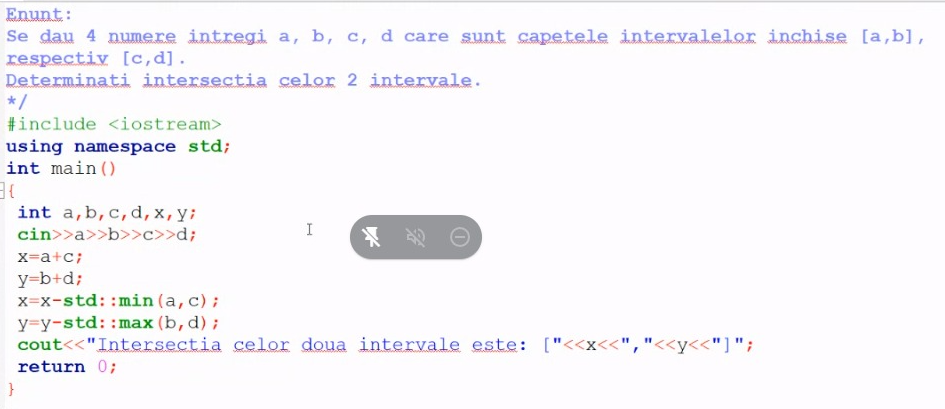 Enunt:
Se dau 4 numere intregi a, b, c, d care sunt capetele intervalelor inchise [a,b],
respectiv [c,d].
Determinati intersectia celor 2 intervale.
*/
#include <iostream>
using namespace std;
int main()
{
int a,b,c,d,x,y;
cin>>a>>b>>c>>d;
x=a+c;
y=b+d;
x=x-std::min(a,c);
y=y-std::max(b,d);
cout<<"Intersectia celor doua intervale este: ["<<x<<","<<y<<"]";
return 0;
}